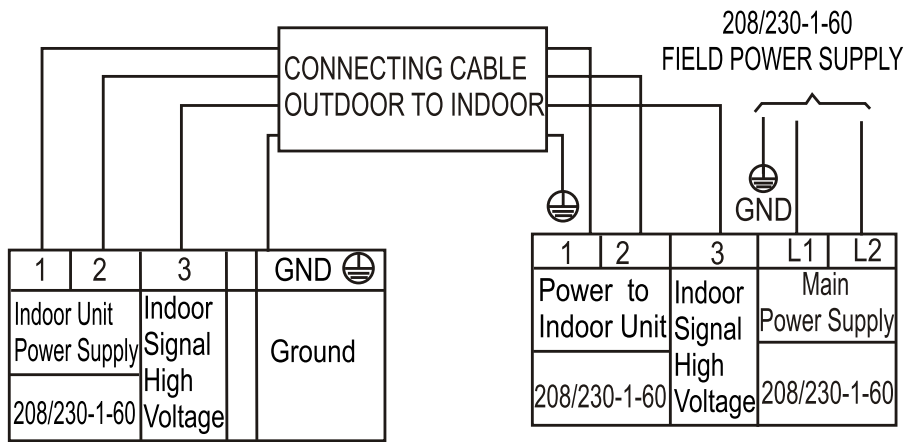 208/230-1-60
FIELD POWER SUPPLY
CONNECTING CABLE
OUTDOOR TO INDOOR
GND
1 2 3 GND
Indoor Unit
Power Supply
208/230-1-60
Indoor
Signal
High
Voltage
Ground
1 2 3 L1 L2
Power to
Indoor Unit
208/230-1-60
Indoor
Signal
High
Voltage
Main
Power Supply
208/230-1-60